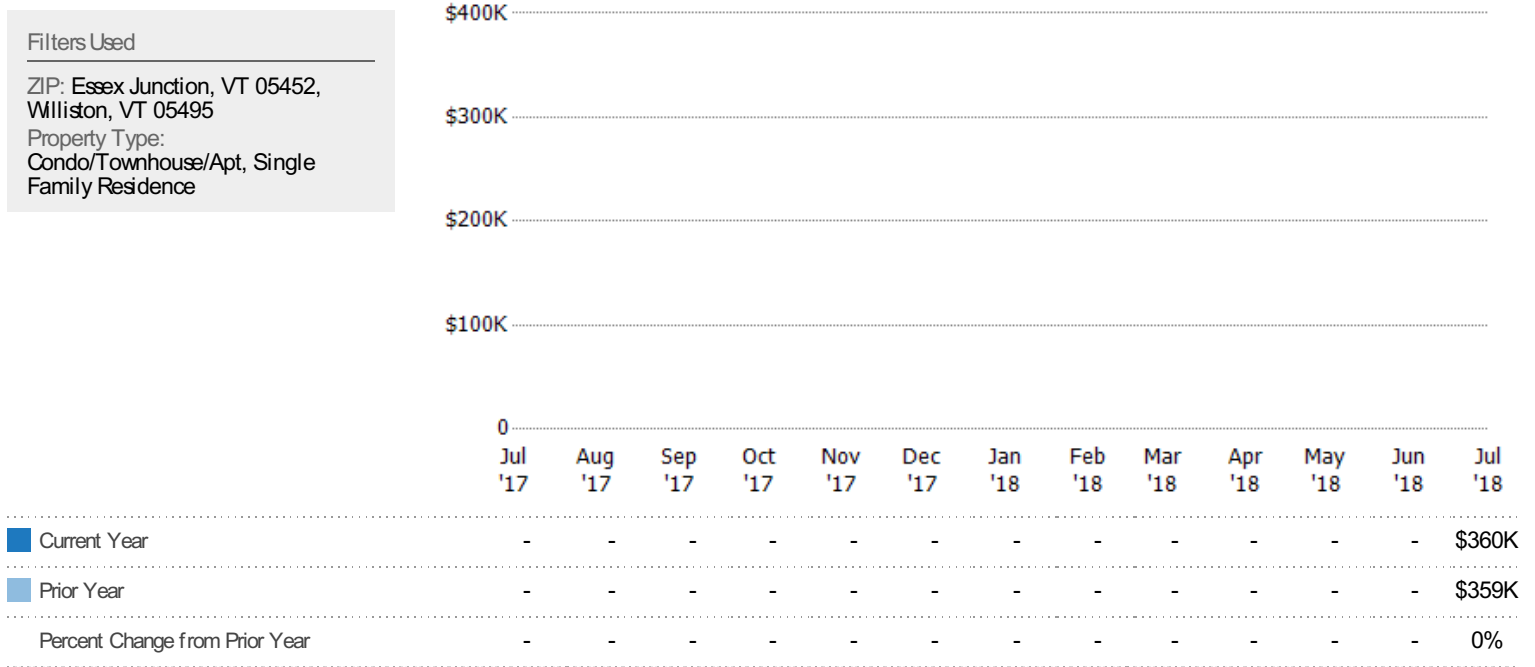 Filters Used
ZIP: Essex Junction, VT 05452,
Williston, VT 05495
Property Type:
Condo/Townhouse/Apt, Single
Family Residence
$400K
$300K
$200K
$100K
0
Jul Aug Sep Oct Nov Dec Jan Feb Mar Apr May Jun Jul
'17 '17 '17 '17 '17 '17 '18 '18 '18 '18 '18 '18 '18
Current Year - - - - - - - - - - - - $360K
Prior Year - - - - - - - - - - - - $359K
Percent Change from Prior Year - - - - - - - - - - - - 0%